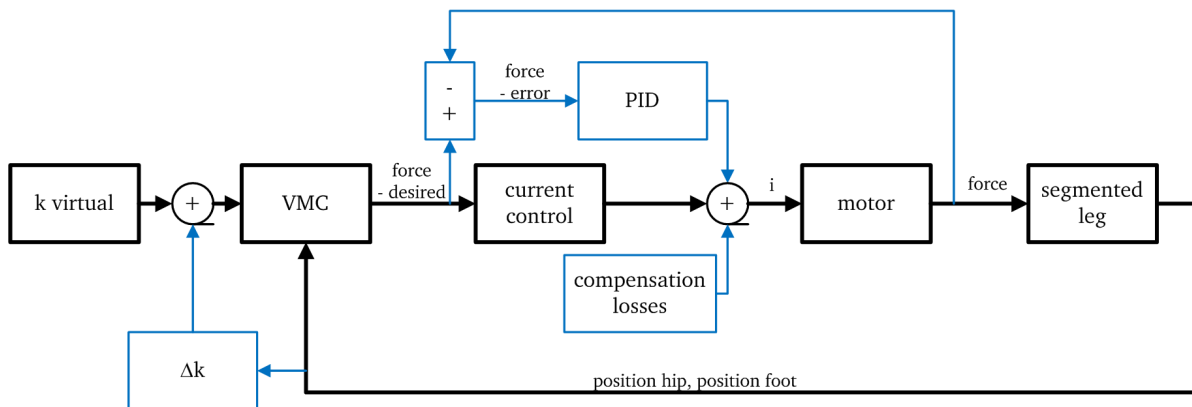 -
+
force
- error
PID
k virtual
+
VMC
force
- desired
current
control
+
i
motor
force
segmented
leg
compensation
losses
Δk
position hip, position foot